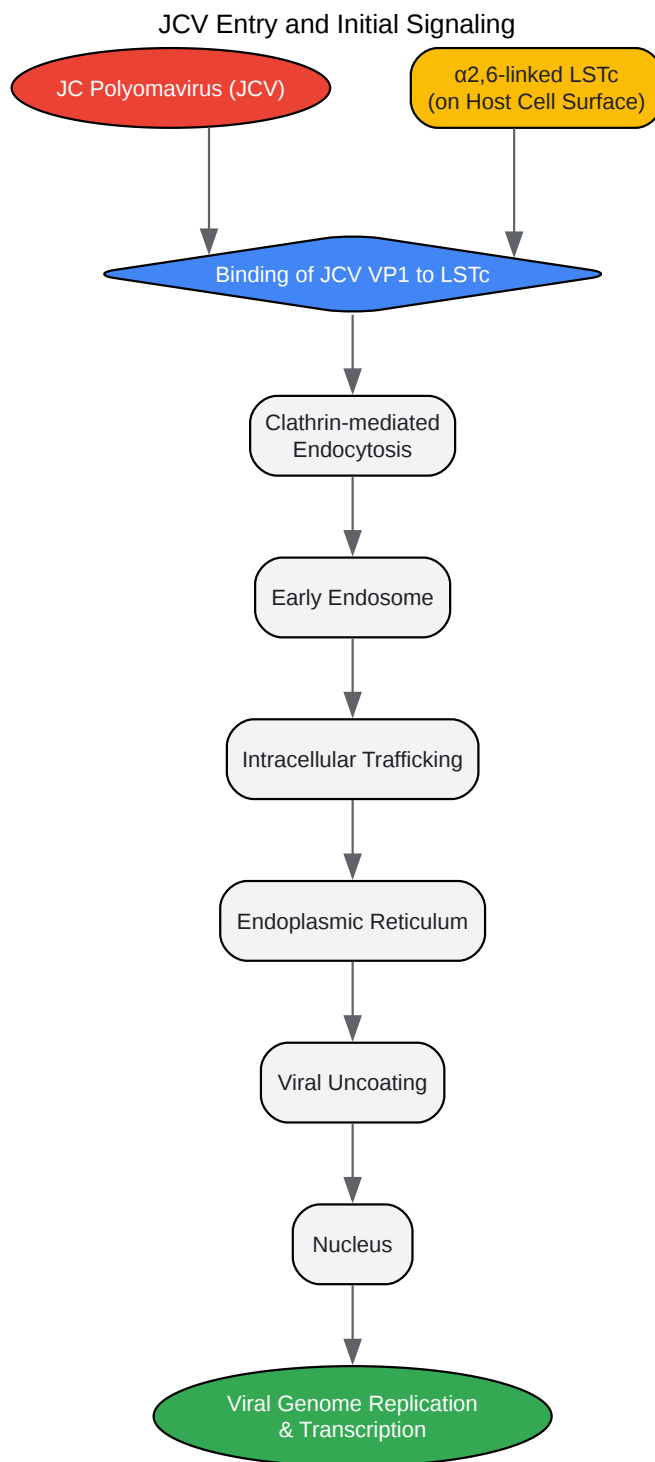 JCV Entry and Initial Signaling
JC Polyomavirus (JCV)
α2,6-linked LSTc
(on Host Cell Surface)
Binding of JCV VP1 to LSTc
Clathrin-mediated
Endocytosis
Early Endosome
Intracellular Trafficking
Endoplasmic Reticulum
Viral Uncoating
Nucleus
Viral Genome Replication
& Transcription